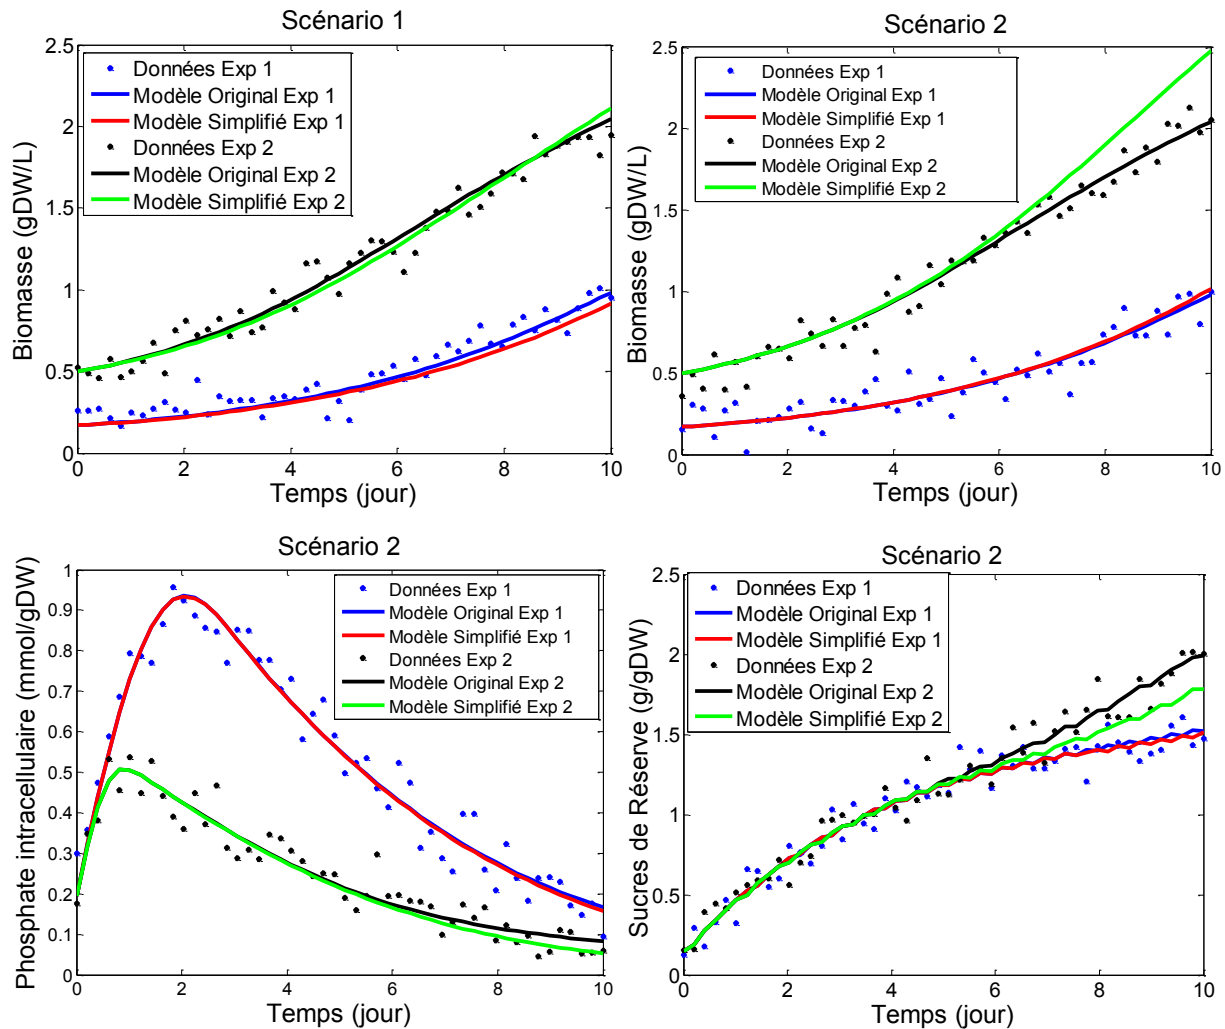 Scénario 1
Biomasse (gDW/L)
2.5
2
1.5
1
0.5
0
Données Exp 1
Modèle Original Exp 1
Modèle Simplifié Exp 1
Données Exp 2
Modèle Original Exp 2
Modèle Simplifié Exp 2
0 2 4 6 8 10
Temps (jour)
Scénario 2
Biomasse (gDW/L)
2.5
2
1.5
1
0.5
0
Données Exp 1
Modèle Original Exp 1
Modèle Simplifié Exp 1
Données Exp 2
Modèle Original Exp 2
Modèle Simplifié Exp 2
0 2 4 6 8 10
Temps (jour)
Scénario 2
Phosphate intracellulaire (mmol/gDW)
1
0.9
0.8
0.7
0.6
0.5
0.4
0.3
0.2
0.1
0
Données Exp 1
Modèle Original Exp 1
Modèle Simplifié Exp 1
Données Exp 2
Modèle Original Exp 2
Modèle Simplifié Exp 2
0 2 4 6 8 10
Temps (jour)
Scénario 2
Sucres de Réserve (g/gDW)
2.5
2
1.5
1
0.5
0
Données Exp 1
Modèle Original Exp 1
Modèle Simplifié Exp 1
Données Exp 2
Modèle Original Exp 2
Modèle Simplifié Exp 2
0 2 4 6 8 10
Temps (jour)